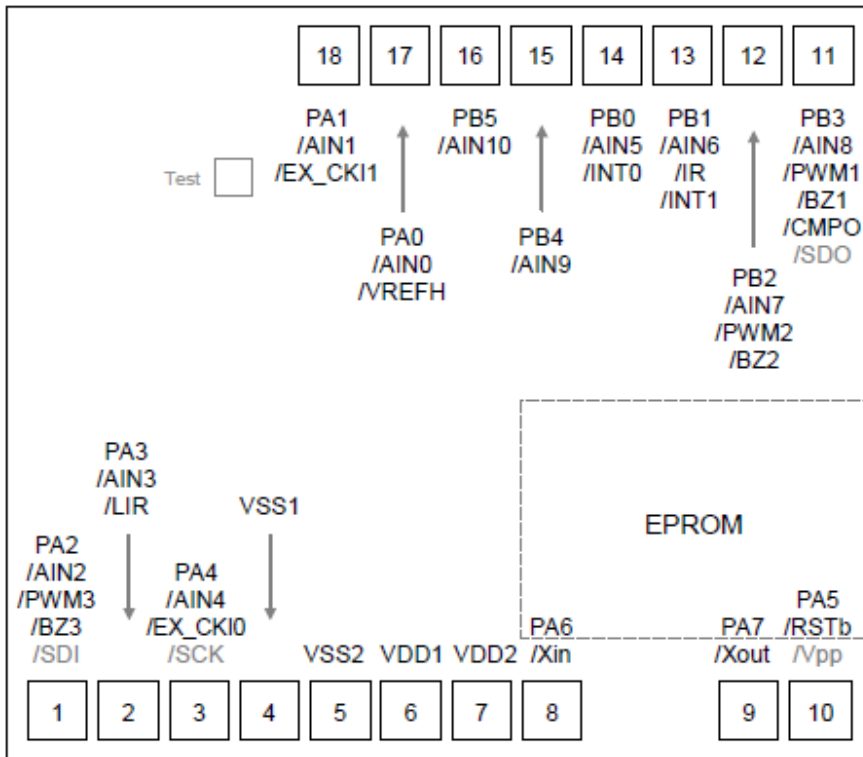 18 17 16 15 14 13 12 11
PA1
/AIN1
/EX_CKI1
PB5
/AIN10
PB0
/AIN5
/INT0
PB1
/AIN6
/IR
/INT1
PB3
/AIN8
/PWM1
/BZ1
/CMPO
/SDO
Test
PA0
/AIN0
/VREFH
PB4
/AIN9
PB2
/AIN7
/PWM2
/BZ2
PA3
/AIN3
/LIR
VSS1
EPROM
PA2
/AIN2
/PWM3
/BZ3
/SDI
PA4
/AIN4
/EX_CKI0
/SCK
VSS2
VDD1
VDD2
PA6
/Xin
PA7
/Xout
PA5
/RSTb
/Vpp
1 2 3 4 5 6 7 8 9 10